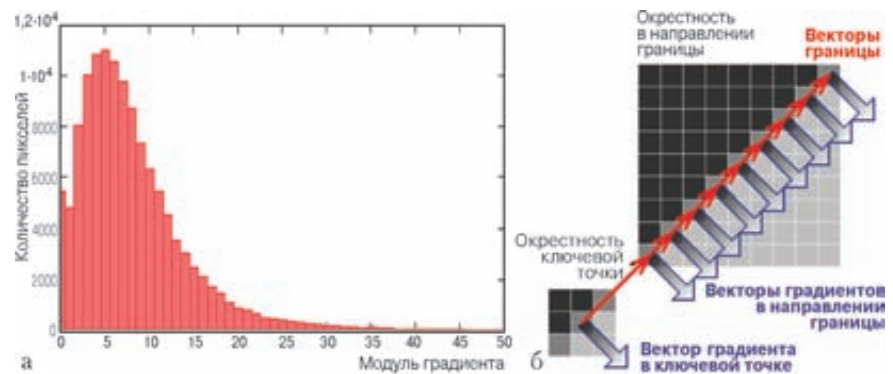 1,2·10⁴
1·10⁴
8000
6000
4000
2000
0
Количество пикселей
0 5 10 15 20 25 30 35 40 45 50
Модуль градиента
а
Окрестность
в направлении
границы
Векторы
границы
Окрестность
ключевой
точки
Векторы градиентов
в направлении
границы
Вектор градиента
в ключевой точке
б